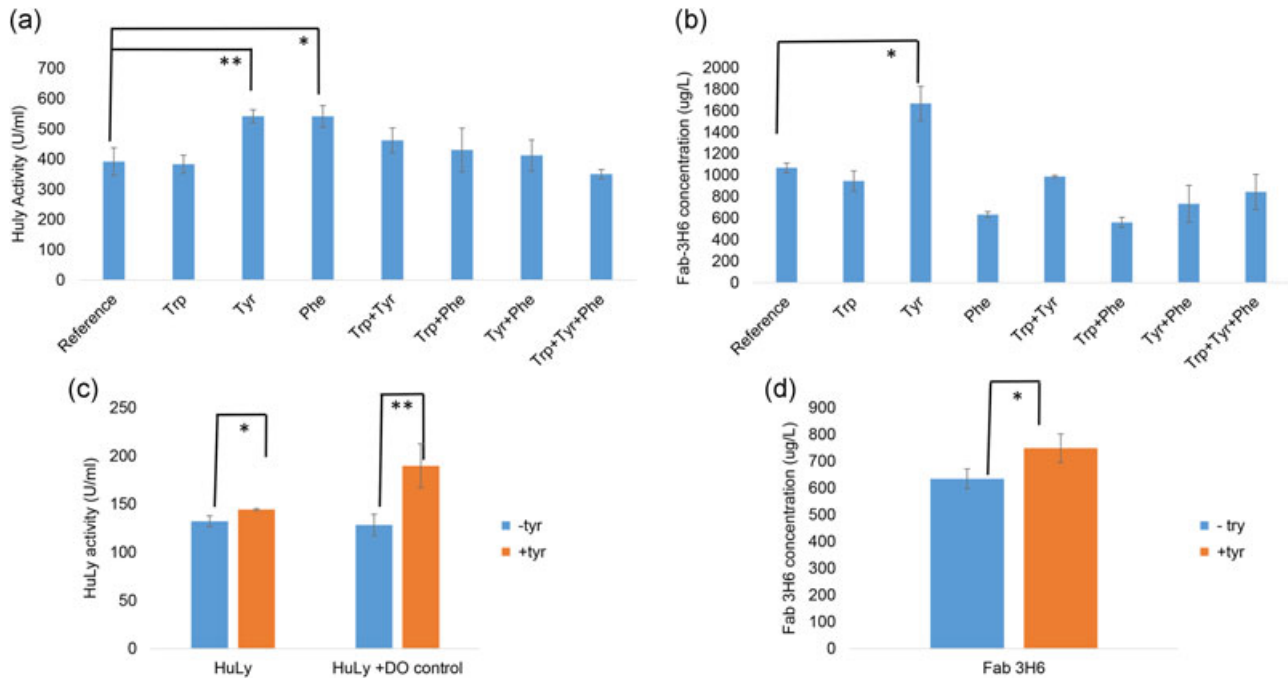 (a)
*
**
700
600
500
400
300
200
100
0
Huly Activity (U/ml)
Reference
Trp
Tyr
Phe
Trp+Tyr
Trp+Phe
Tyr+Phe
Trp+Tyr+Phe
(b)
*
2000
1800
1600
1400
1200
1000
800
600
400
200
0
Fab-3H6 concentration (ug/L)
Reference
Trp
Tyr
Phe
Trp+Tyr
Trp+Phe
Tyr+Phe
Trp+Tyr+Phe
(c)
250
200
150
100
50
0
HuLy activity (U/ml)
*
**
HuLy
HuLy +DO control
-tyr
+tyr
(d)
900
800
700
600
500
400
300
200
100
0
Fab 3H6 concentration (ug/L)
*
Fab 3H6
- try
+tyr